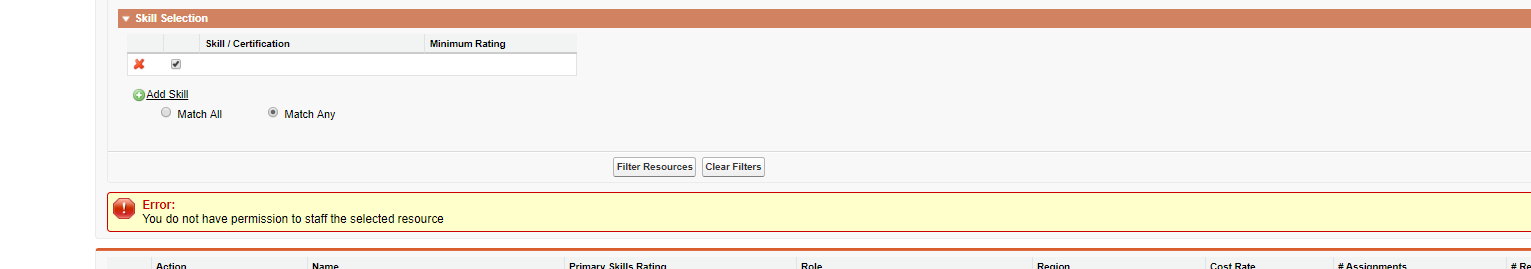 Skill Selection
Skill / Certification Minimum Rating
Add Skill
Match All Match Any
Filter Resources Clear Filters
Error:
You do not have permission to staff the selected resource
Action Name Primary Skills Rating Role Region Cost Rate # Assignments # Re